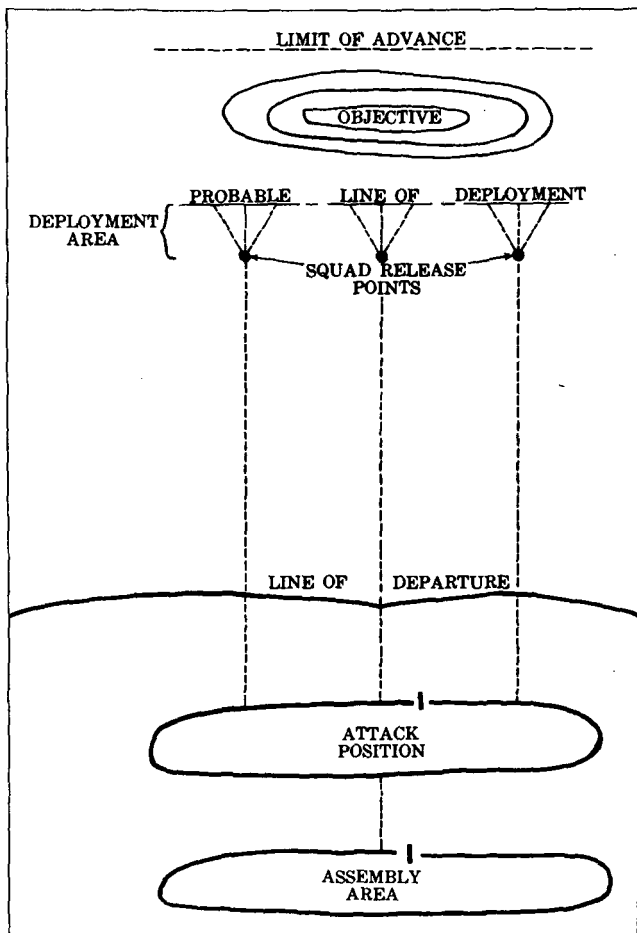 LIMIT OF ADVANCE
OBJECTIVE
PROBABLE LINE OF DEPLOYMENT
DEPLOYMENT
AREA
SQUAD RELEASE
POINTS
LINE OF DEPARTURE
ATTACK
POSITION
ASSEMBLY
AREA